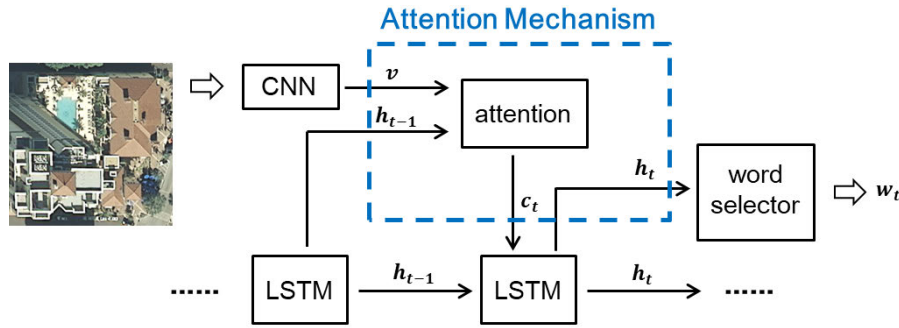 Attention Mechanism
CNN
v
h_{t-1}
attention
c_t
h_t
word
selector
w_t
......
LSTM
h_{t-1}
LSTM
h_t
......